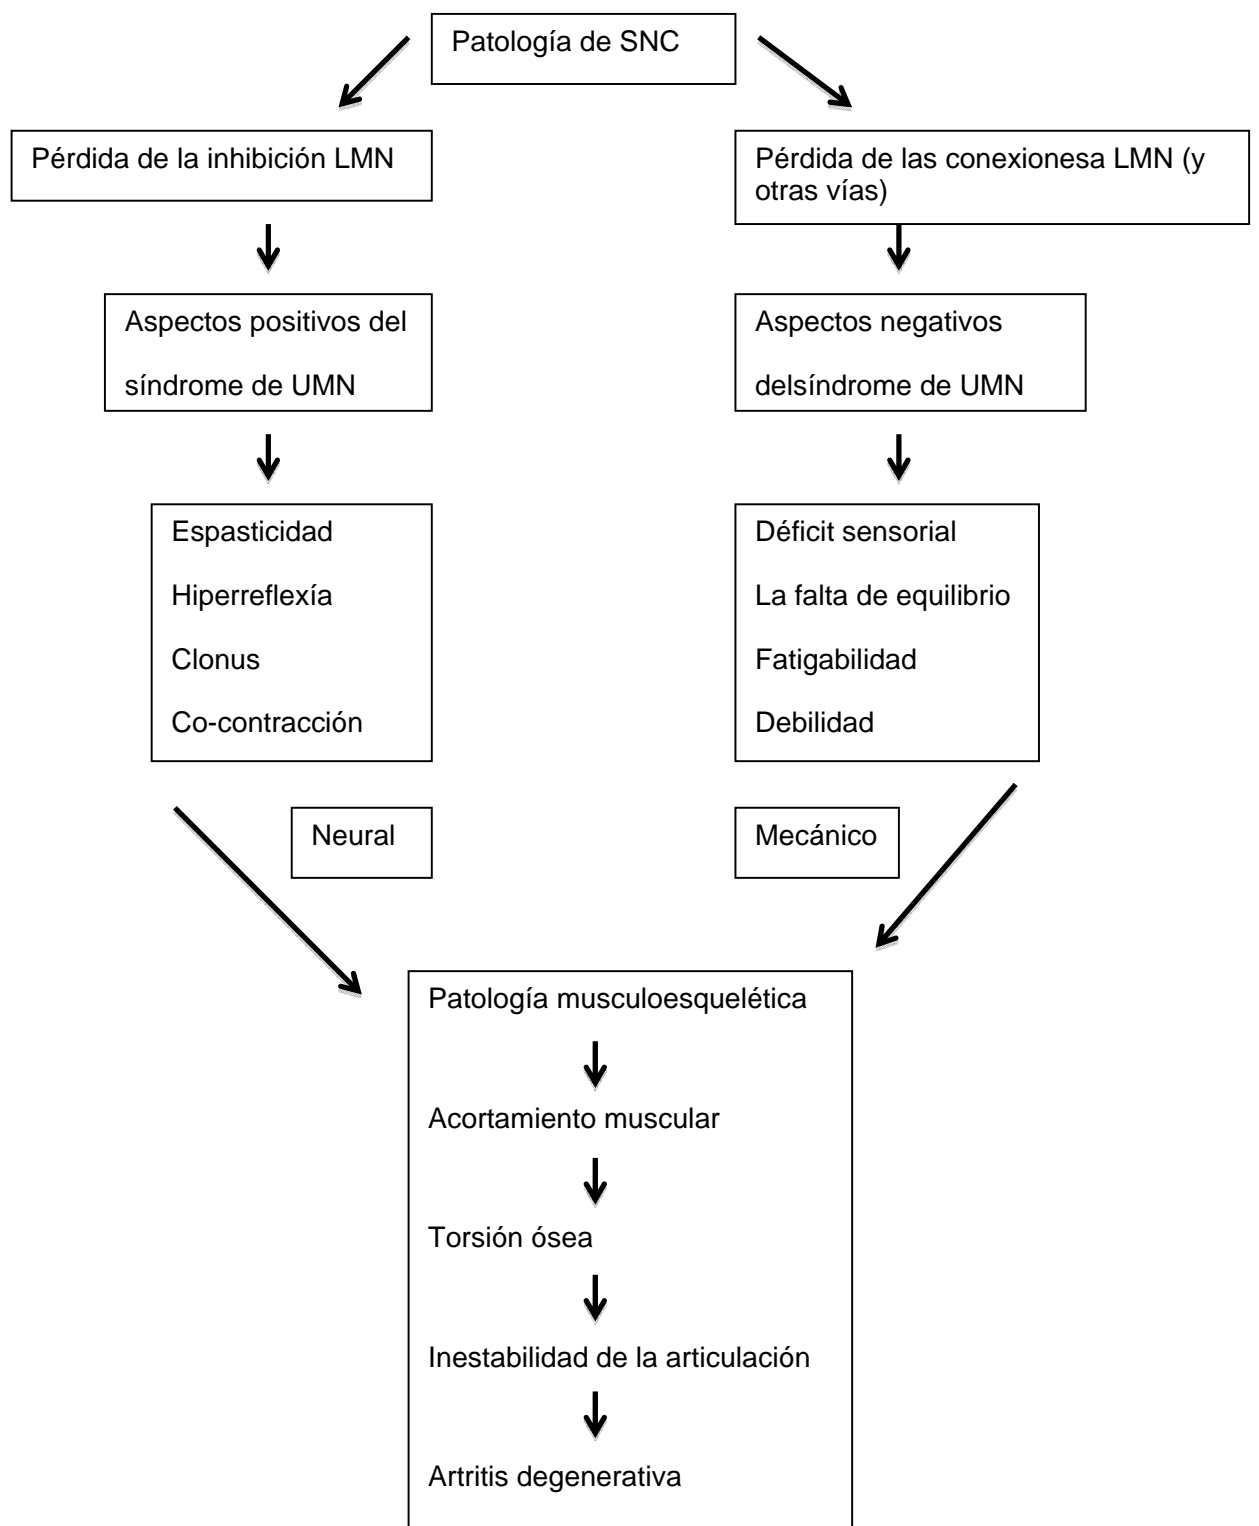 Patología de SNC
Pérdida de la inhibición LMN
Pérdida de las conexionesa LMN (y
otras vías)
Aspectos positivos del
síndrome de UMN
Aspectos negativos
delsíndrome de UMN
Espasticidad
Hiperreflexía
Clonus
Co-contracción
Déficit sensorial
La falta de equilibrio
Fatigabilidad
Debilidad
Neural
Mecánico
Patología musculoesquelética
Acortamiento muscular
Torsión ósea
Inestabilidad de la articulación
Artritis degenerativa